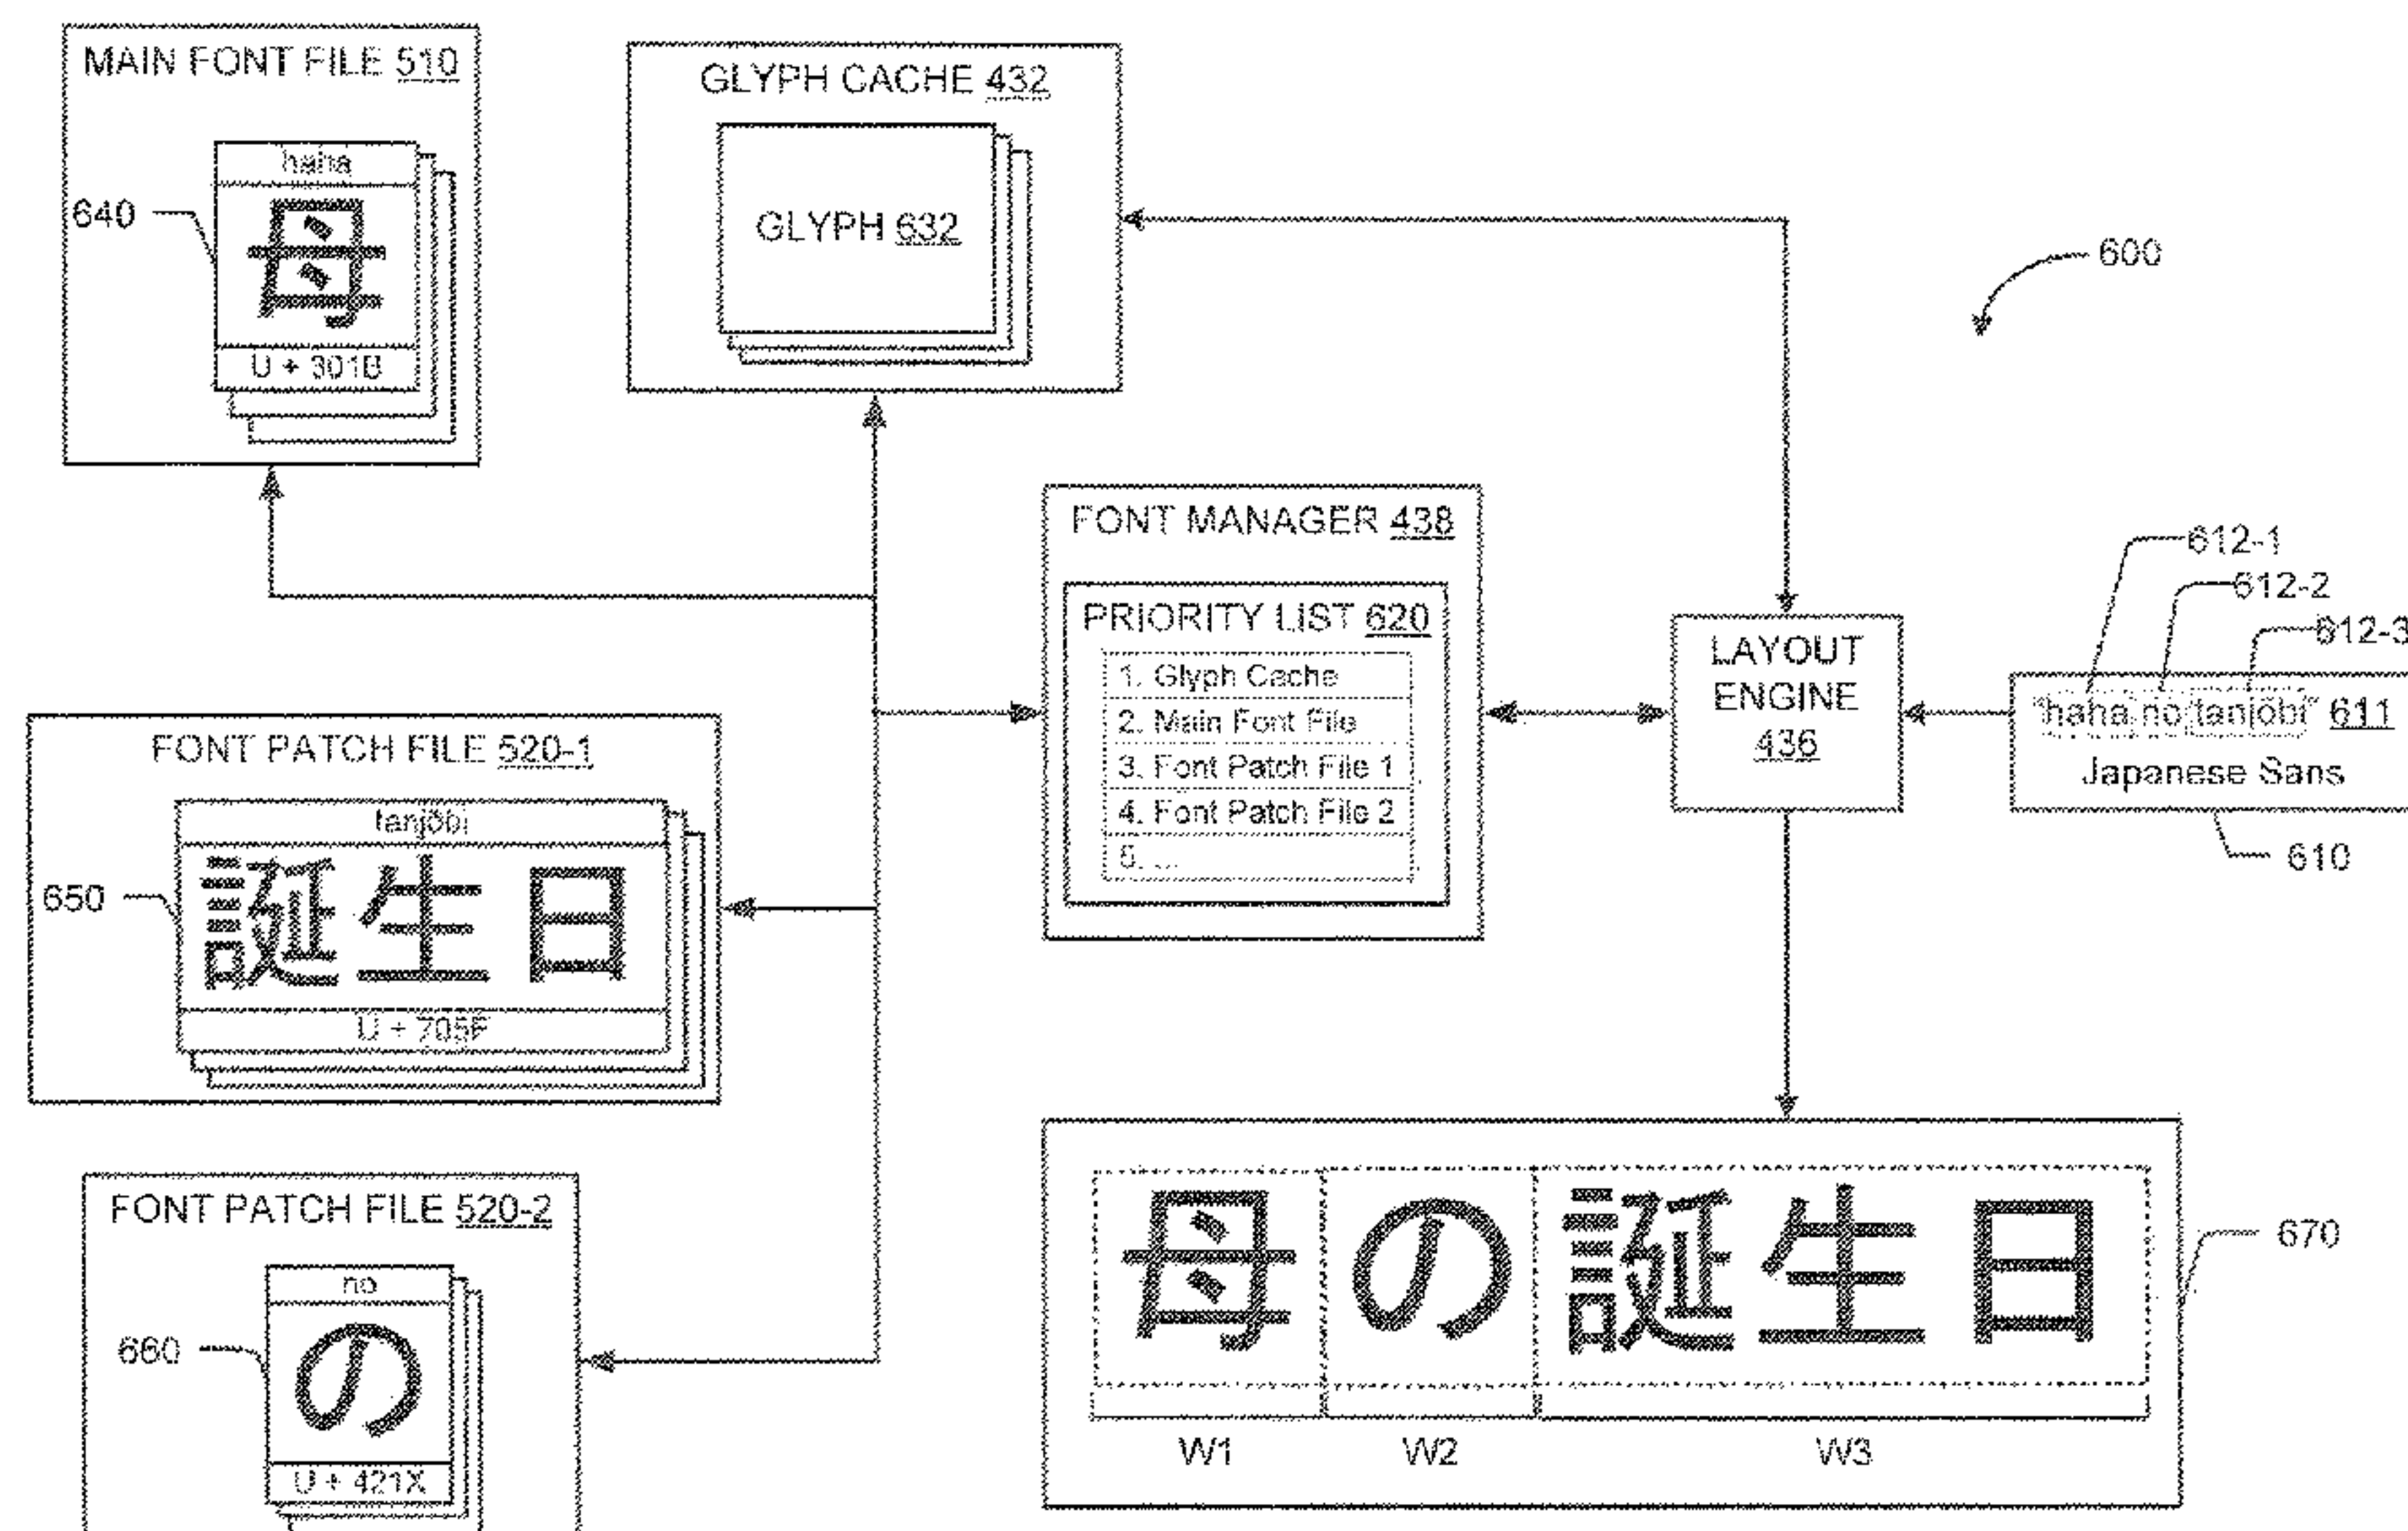 MAIN FONT FILE 510
haha
640
母
U + 301B
GLYPH CACHE 432
GLYPH 632
600
FONT MANAGER 438
PRIORITY LIST 620
1. Glyph Cache
2. Main Font File
3. Font Patch File 1
4. Font Patch File 2
5. ...
LAYOUT
ENGINE
436
612-1
612-2
612-3
"haha no tanjōbi" 611
Japanese Sans
610
FONT PATCH FILE 520-1
tanjōbi
650
誕生日
U + 705F
FONT PATCH FILE 520-2
no
660
の
U + 421X
母の誕生日
670
W1 W2 W3